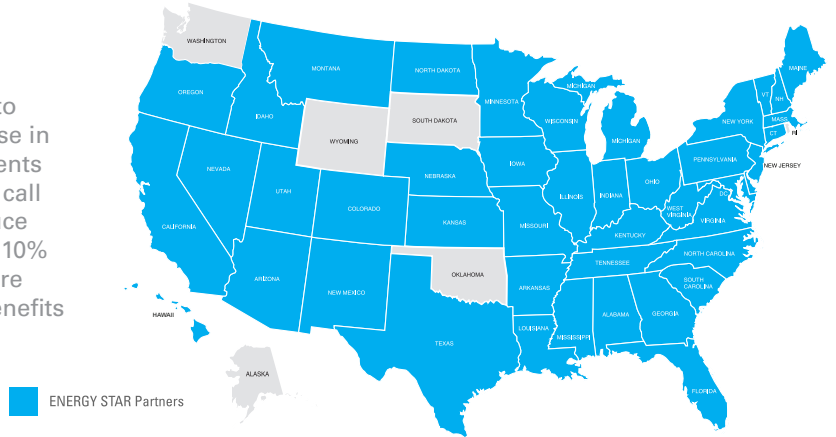 to
se in
ents
call
uce
10%
re
enefits
WASHINGTON
OREGON
CALIFORNIA
NEVADA
IDAHO
MONTANA
WYOMING
UTAH
ARIZONA
COLORADO
NEW MEXICO
NORTH DAKOTA
SOUTH DAKOTA
NEBRASKA
KANSAS
OKLAHOMA
TEXAS
MINNESOTA
IOWA
MISSOURI
ARKANSAS
LOUISIANA
WISCONSIN
ILLINOIS
MICHIGAN
MICHIGAN
INDIANA
OHIO
KENTUCKY
TENNESSEE
MISSISSIPPI
ALABAMA
GEORGIA
FLORIDA
SOUTH
CAROLINA
NORTH CAROLINA
VIRGINIA
WEST
VIRGINIA
DC
PENNSYLVANIA
NEW JERSEY
NEW YORK
CT
RI
MASS
VT
NH
MAINE
HAWAII
ALASKA
ENERGY STAR Partners